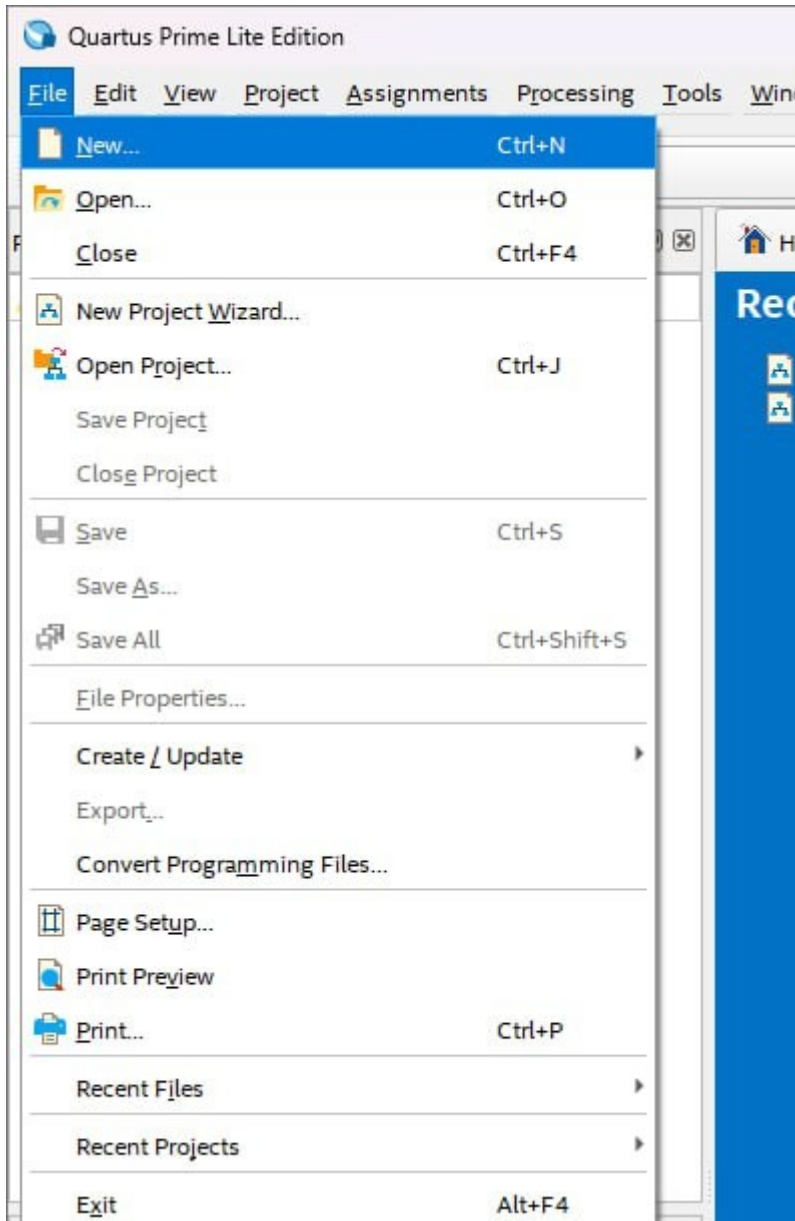 Quartus Prime Lite Edition
File Edit View Project Assignments Processing Tools
New... Ctrl+N
Open... Ctrl+O
Close Ctrl+F4
New Project Wizard...
Open Project... Ctrl+J
Save Project
Close Project
Save Ctrl+S
Save As...
Save All Ctrl+Shift+S
File Properties...
Create / Update
Export...
Convert Programming Files...
Page Setup...
Print Preview
Print... Ctrl+P
Recent Files
Recent Projects
Exit Alt+F4